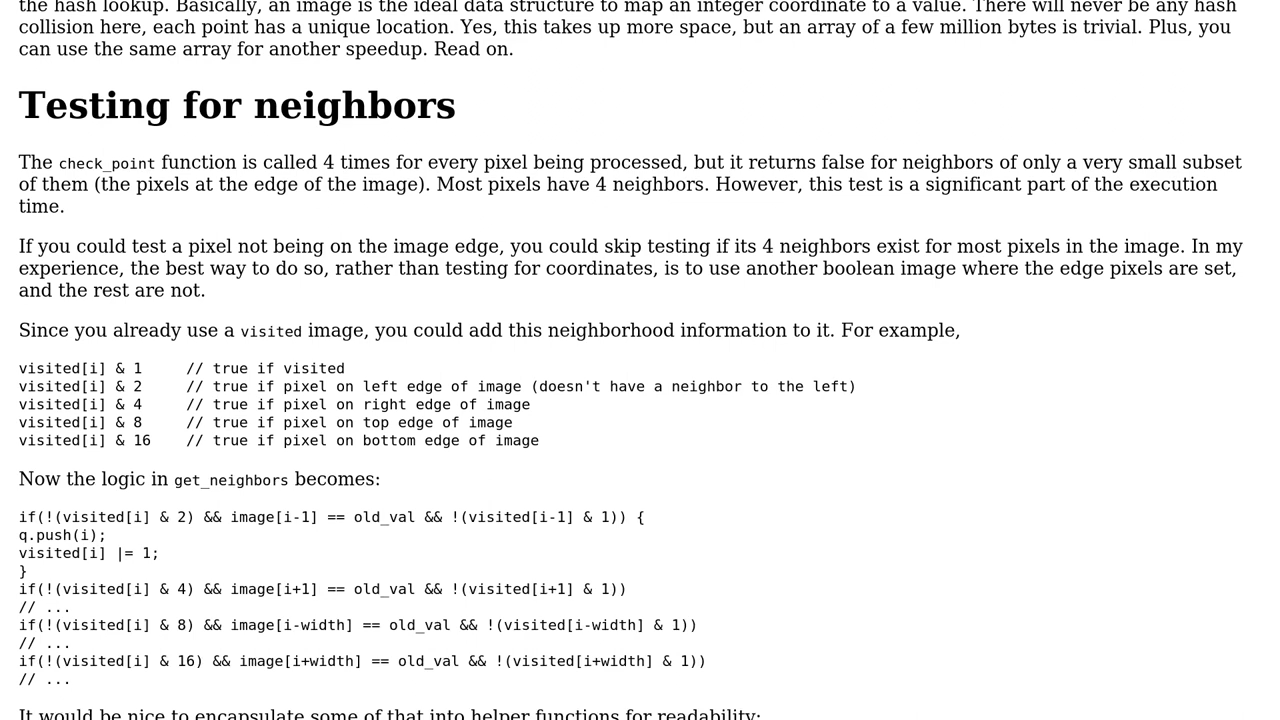 the hash lookup. Basically, an image is the ideal data structure to map an integer coordinate to a value. There will never be any hash
collision here, each point has a unique location. Yes, this takes up more space, but an array of a few million bytes is trivial. Plus, you
can use the same array for another speedup. Read on.
Testing for neighbors
The check_point function is called 4 times for every pixel being processed, but it returns false for neighbors of only a very small subset
of them (the pixels at the edge of the image). Most pixels have 4 neighbors. However, this test is a significant part of the execution
time.
If you could test a pixel not being on the image edge, you could skip testing if its 4 neighbors exist for most pixels in the image. In my
experience, the best way to do so, rather than testing for coordinates, is to use another boolean image where the edge pixels are set,
and the rest are not.
Since you already use a visited image, you could add this neighborhood information to it. For example,
visited[i] & 1     // true if visited
visited[i] & 2     // true if pixel on left edge of image (doesn't have a neighbor to the left)
visited[i] & 4     // true if pixel on right edge of image
visited[i] & 8     // true if pixel on top edge of image
visited[i] & 16    // true if pixel on bottom edge of image
Now the logic in get_neighbors becomes:
if(!(visited[i] & 2) && image[i-1] == old_val && !(visited[i-1] & 1)) {
q.push(i);
visited[i] |= 1;
}
if(!(visited[i] & 4) && image[i+1] == old_val && !(visited[i+1] & 1))
// ...
if(!(visited[i] & 8) && image[i-width] == old_val && !(visited[i-width] & 1))
// ...
if(!(visited[i] & 16) && image[i+width] == old_val && !(visited[i+width] & 1))
// ...
It would be nice to encapsulate some of that into helper functions for readability: